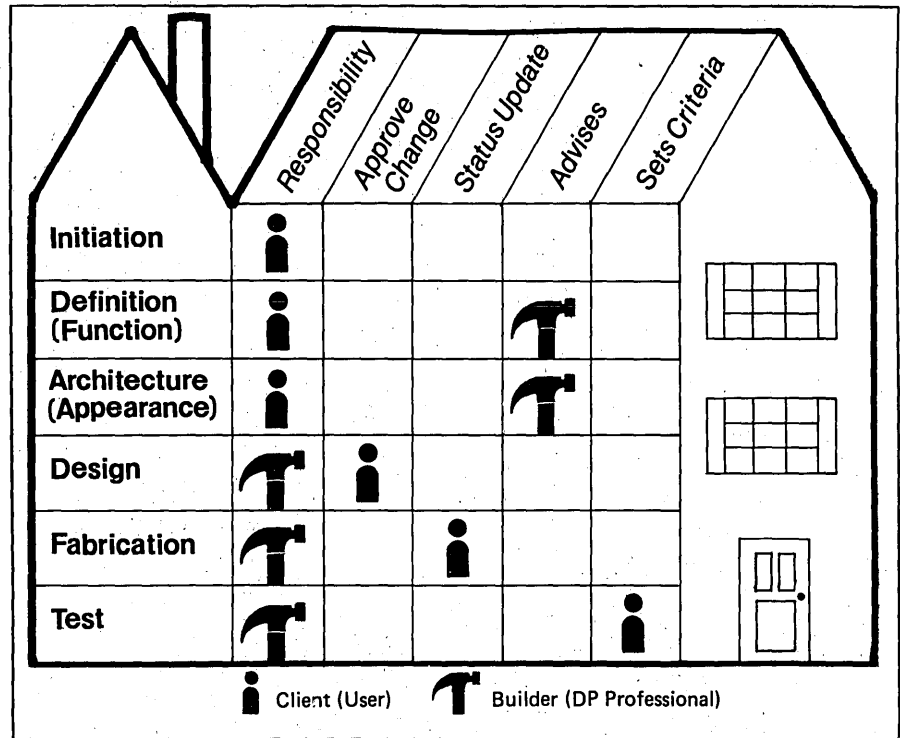 Responsibility
Approve
Change
Status Update
Advises
Sets Criteria
Initiation
Definition
(Function)
Architecture
(Appearance)
Design
Fabrication
Test
Client (User)
Builder (DP Professional)